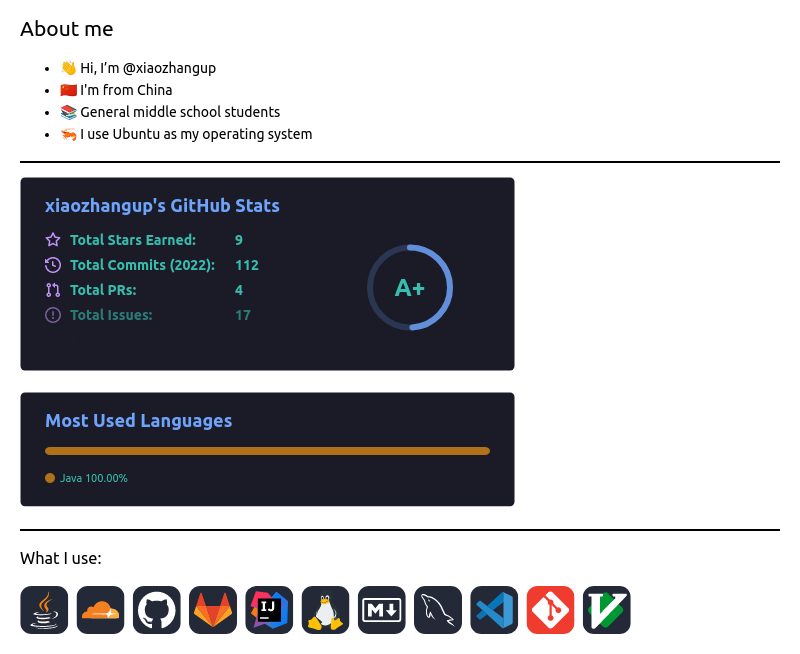 About me
👋 Hi, I’m @xiaozhangup
🇨🇳 I'm from China
📚 General middle school students
🦐 I use Ubuntu as my operating system
xiaozhangup's GitHub Stats
Total Stars Earned: 9
Total Commits (2022): 112
Total PRs: 4
Total Issues: 17
A+
Most Used Languages
Java 100.00%
What I use:
IJ
M